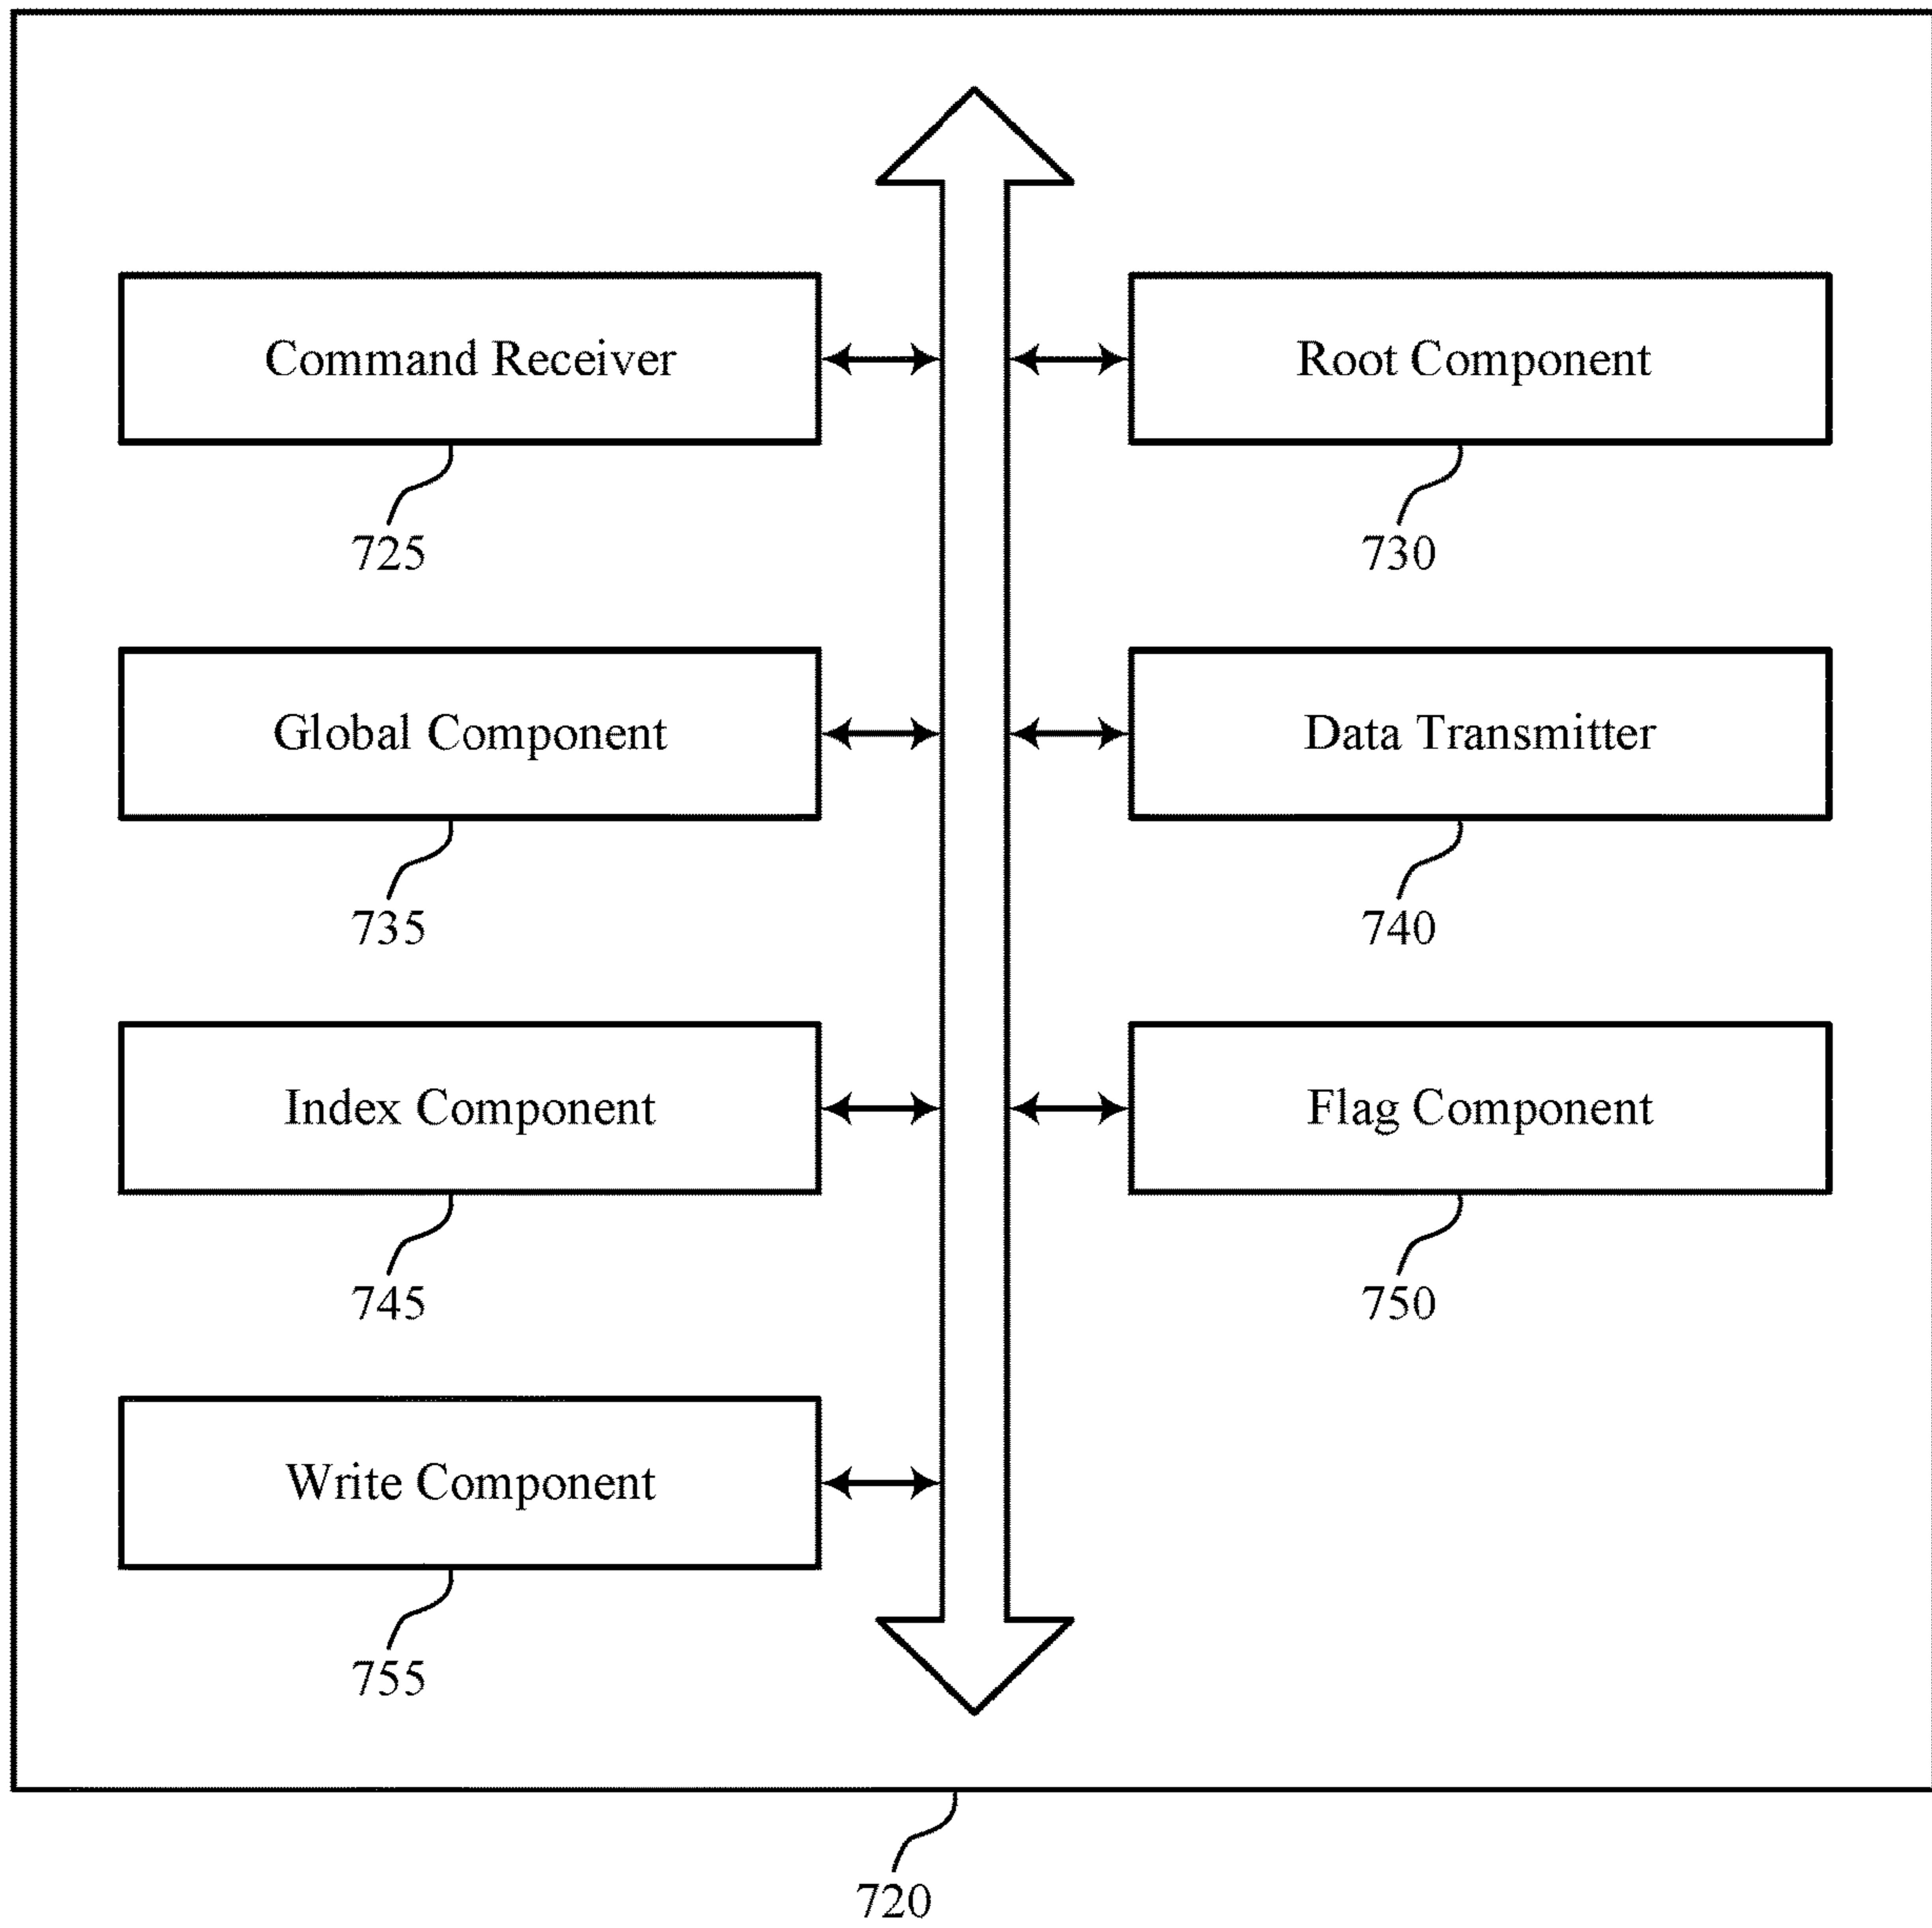 Command Receiver
Root Component
725
730
Global Component
Data Transmitter
735
740
Index Component
Flag Component
745
750
Write Component
755
720